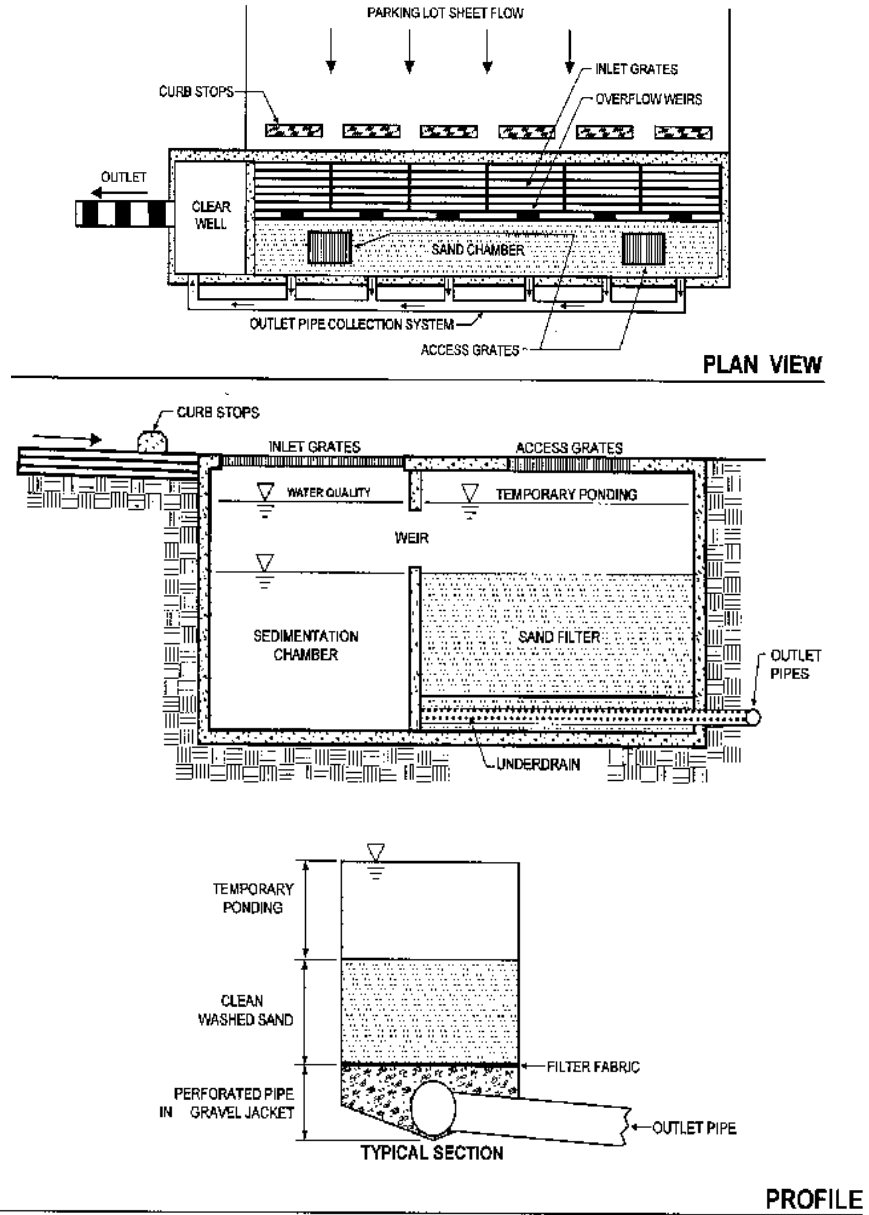 PARKING LOT SHEET FLOW
INLET GRATES
CURB STOPS
OVERFLOW WEIRS
OUTLET
CLEAR
WELL
SAND CHAMBER
OUTLET PIPE COLLECTION SYSTEM
ACCESS GRATES
PLAN VIEW
CURB STOPS
INLET GRATES
ACCESS GRATES
WATER QUALITY
TEMPORARY PONDING
WEIR
SEDIMENTATION
CHAMBER
SAND FILTER
OUTLET
PIPES
UNDERDRAIN
TEMPORARY
PONDING
CLEAN
WASHED SAND
FILTER FABRIC
PERFORATED PIPE
IN GRAVEL JACKET
OUTLET PIPE
TYPICAL SECTION
PROFILE